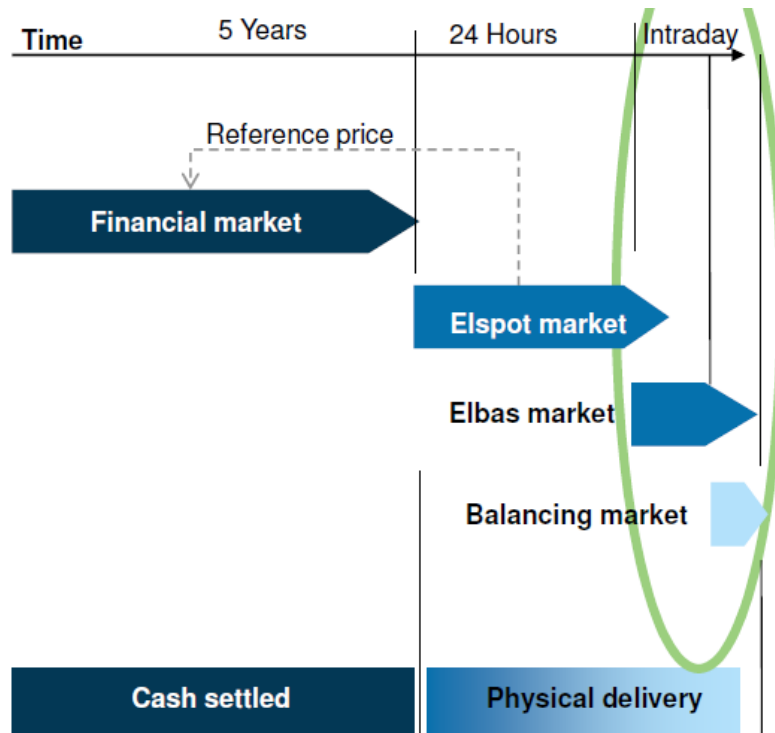 Time
5 Years
24 Hours
Intraday
Reference price
Financial market
Elspot market
Elbas market
Balancing market
Cash settled
Physical delivery